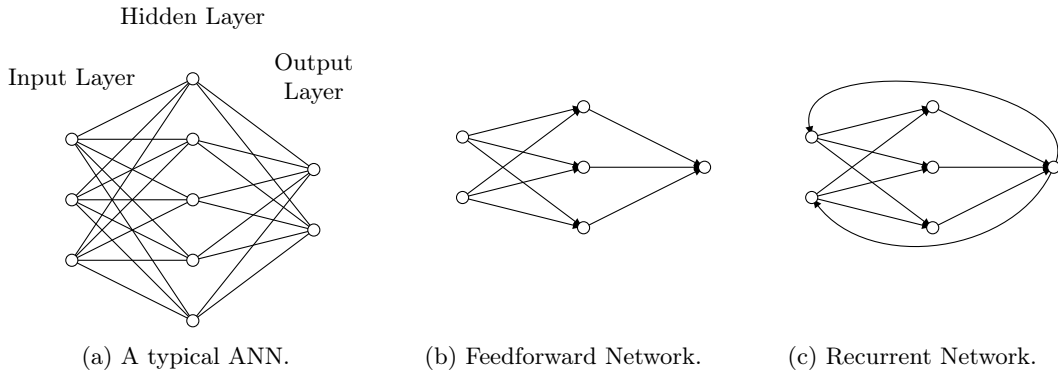 Hidden Layer
Input Layer
Output
Layer
(a) A typical ANN.
(b) Feedforward Network.
(c) Recurrent Network.